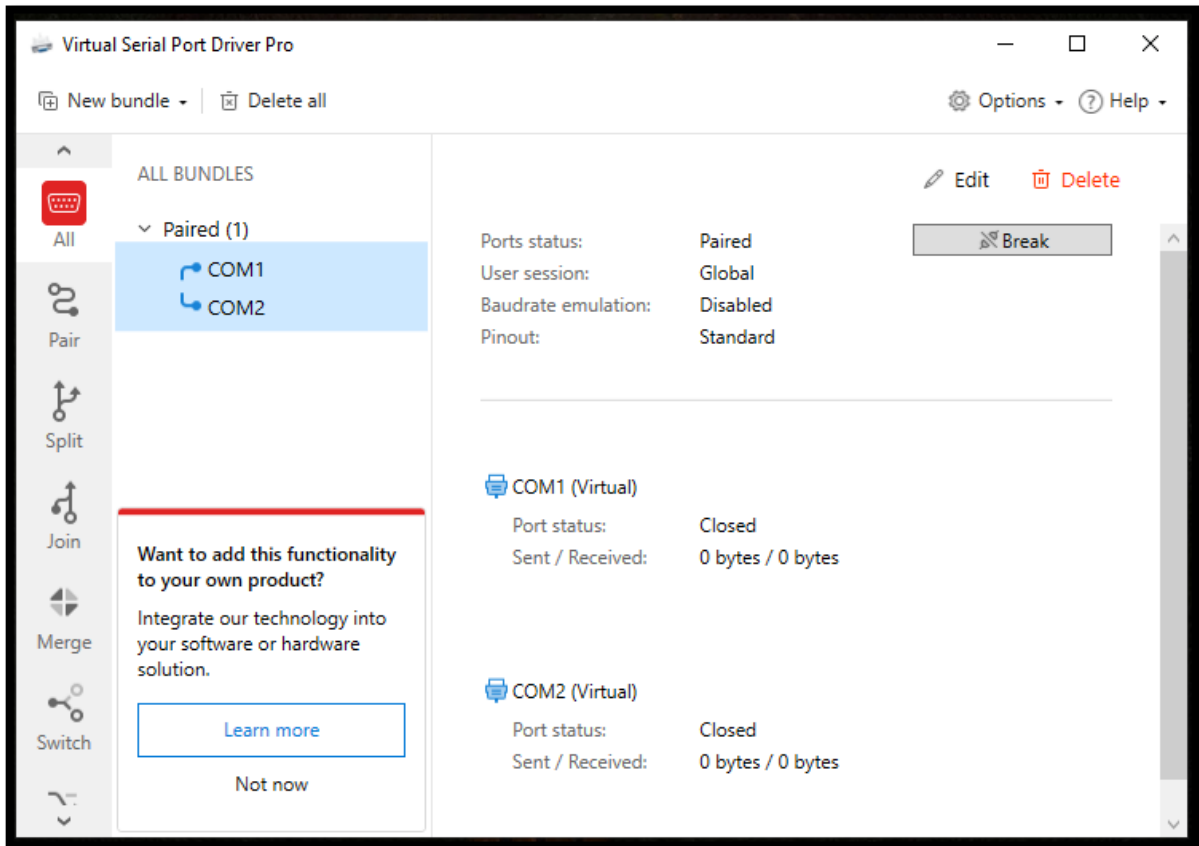 Virtual Serial Port Driver Pro
New bundle
Delete all
Options
Help
All
Pair
Split
Join
Merge
Switch
ALL BUNDLES
Paired (1)
COM1
COM2
Want to add this functionality
to your own product?
Integrate our technology into
your software or hardware
solution.
Learn more
Not now
Edit
Delete
Ports status: Paired
Break
User session: Global
Baudrate emulation: Disabled
Pinout: Standard
COM1 (Virtual)
Port status: Closed
Sent / Received: 0 bytes / 0 bytes
COM2 (Virtual)
Port status: Closed
Sent / Received: 0 bytes / 0 bytes